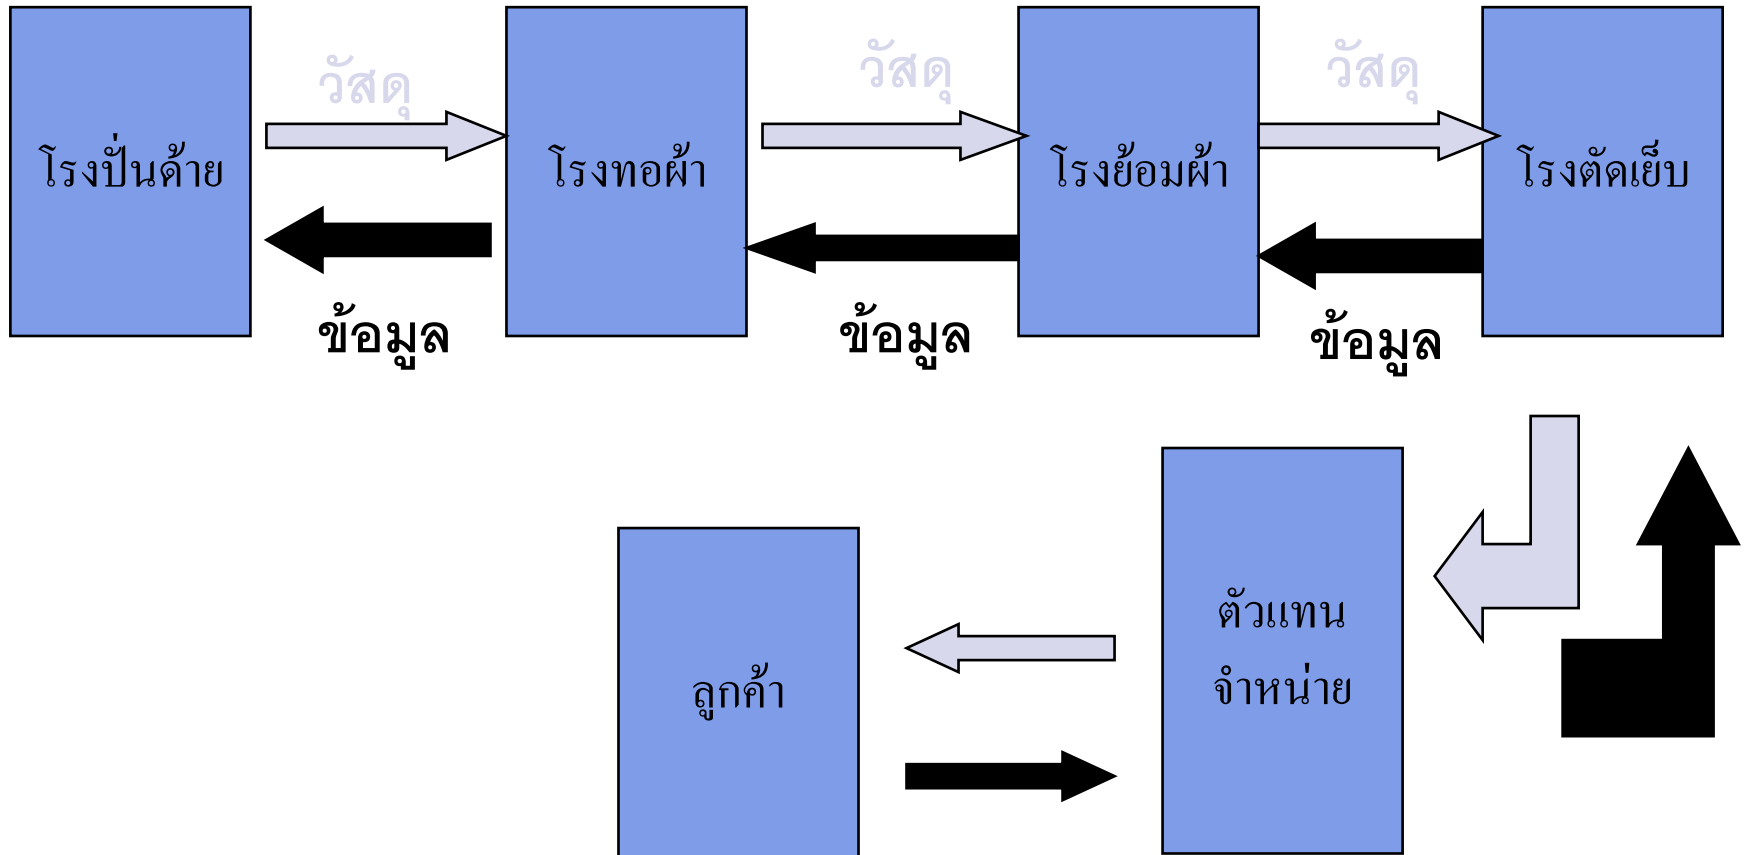 วัสดุ
วัสดุ
วัสดุ
โรงปั่นด้าย
โรงทอผ้า
โรงย้อมผ้า
โรงตัดเย็บ
ข้อมูล
ข้อมูล
ข้อมูล
ลูกค้า
ตัวแทน
จำหน่าย